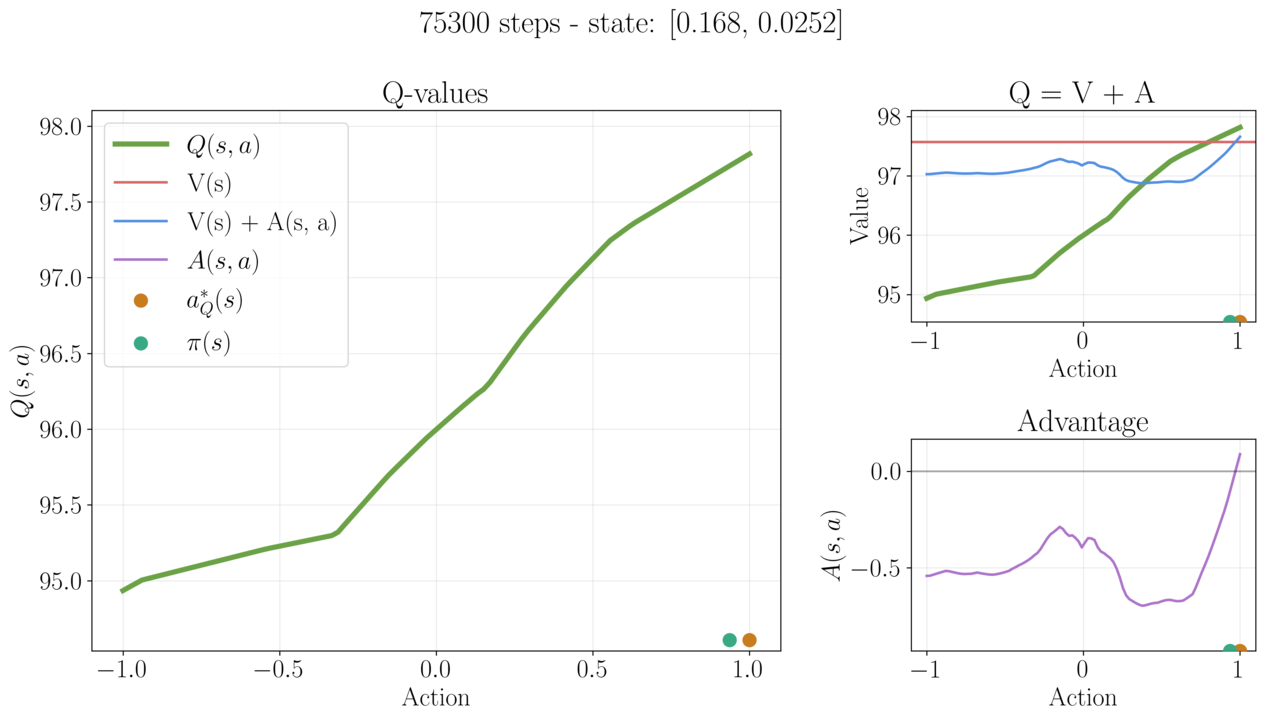 75300 steps - state: [0.168, 0.0252]
Q-values
98.0
97.5
97.0
96.5
96.0
95.5
95.0
Q(s, a)
Q(s, a)
V(s)
V(s) + A(s, a)
A(s, a)
a*Q(s)
π(s)
−1.0
−0.5
0.0
0.5
1.0
Action
Q = V + A
98
97
96
95
Value
−1
0
1
Action
Advantage
0.0
−0.5
A(s, a)
−1
0
1
Action